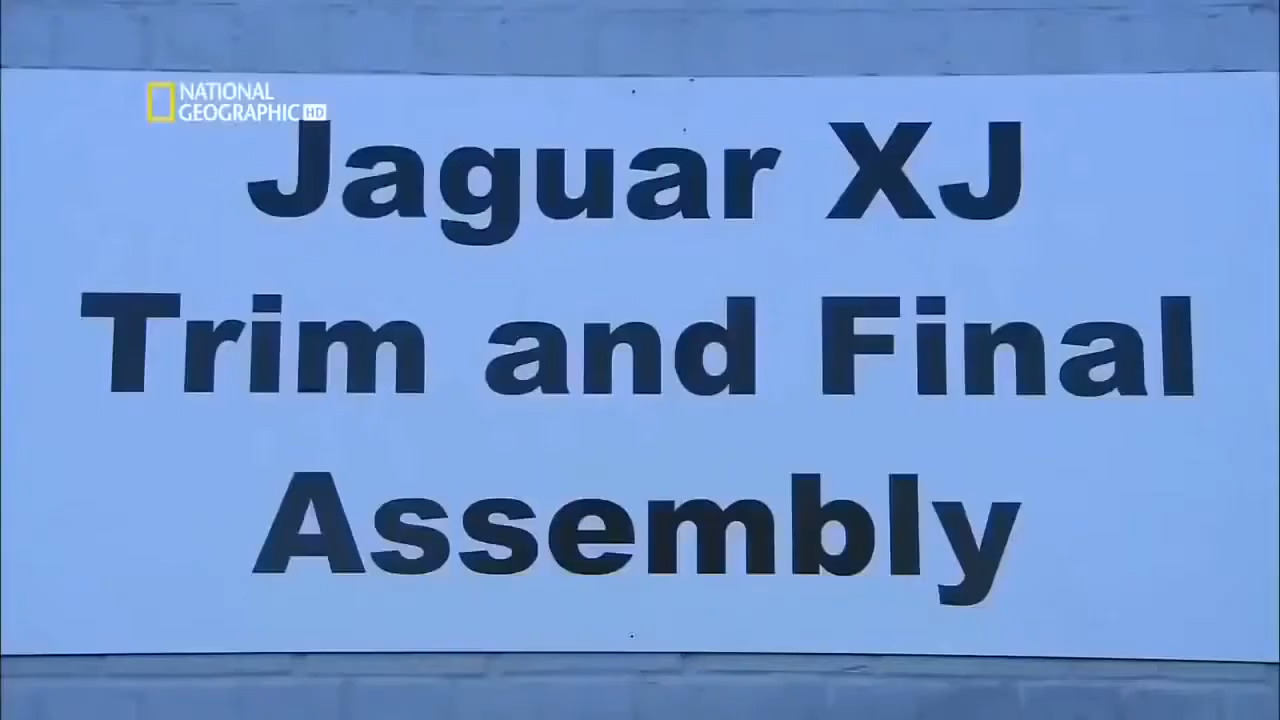 NATIONAL
GEOGRAPHIC HD
Jaguar XJ
Trim and Final
Assembly